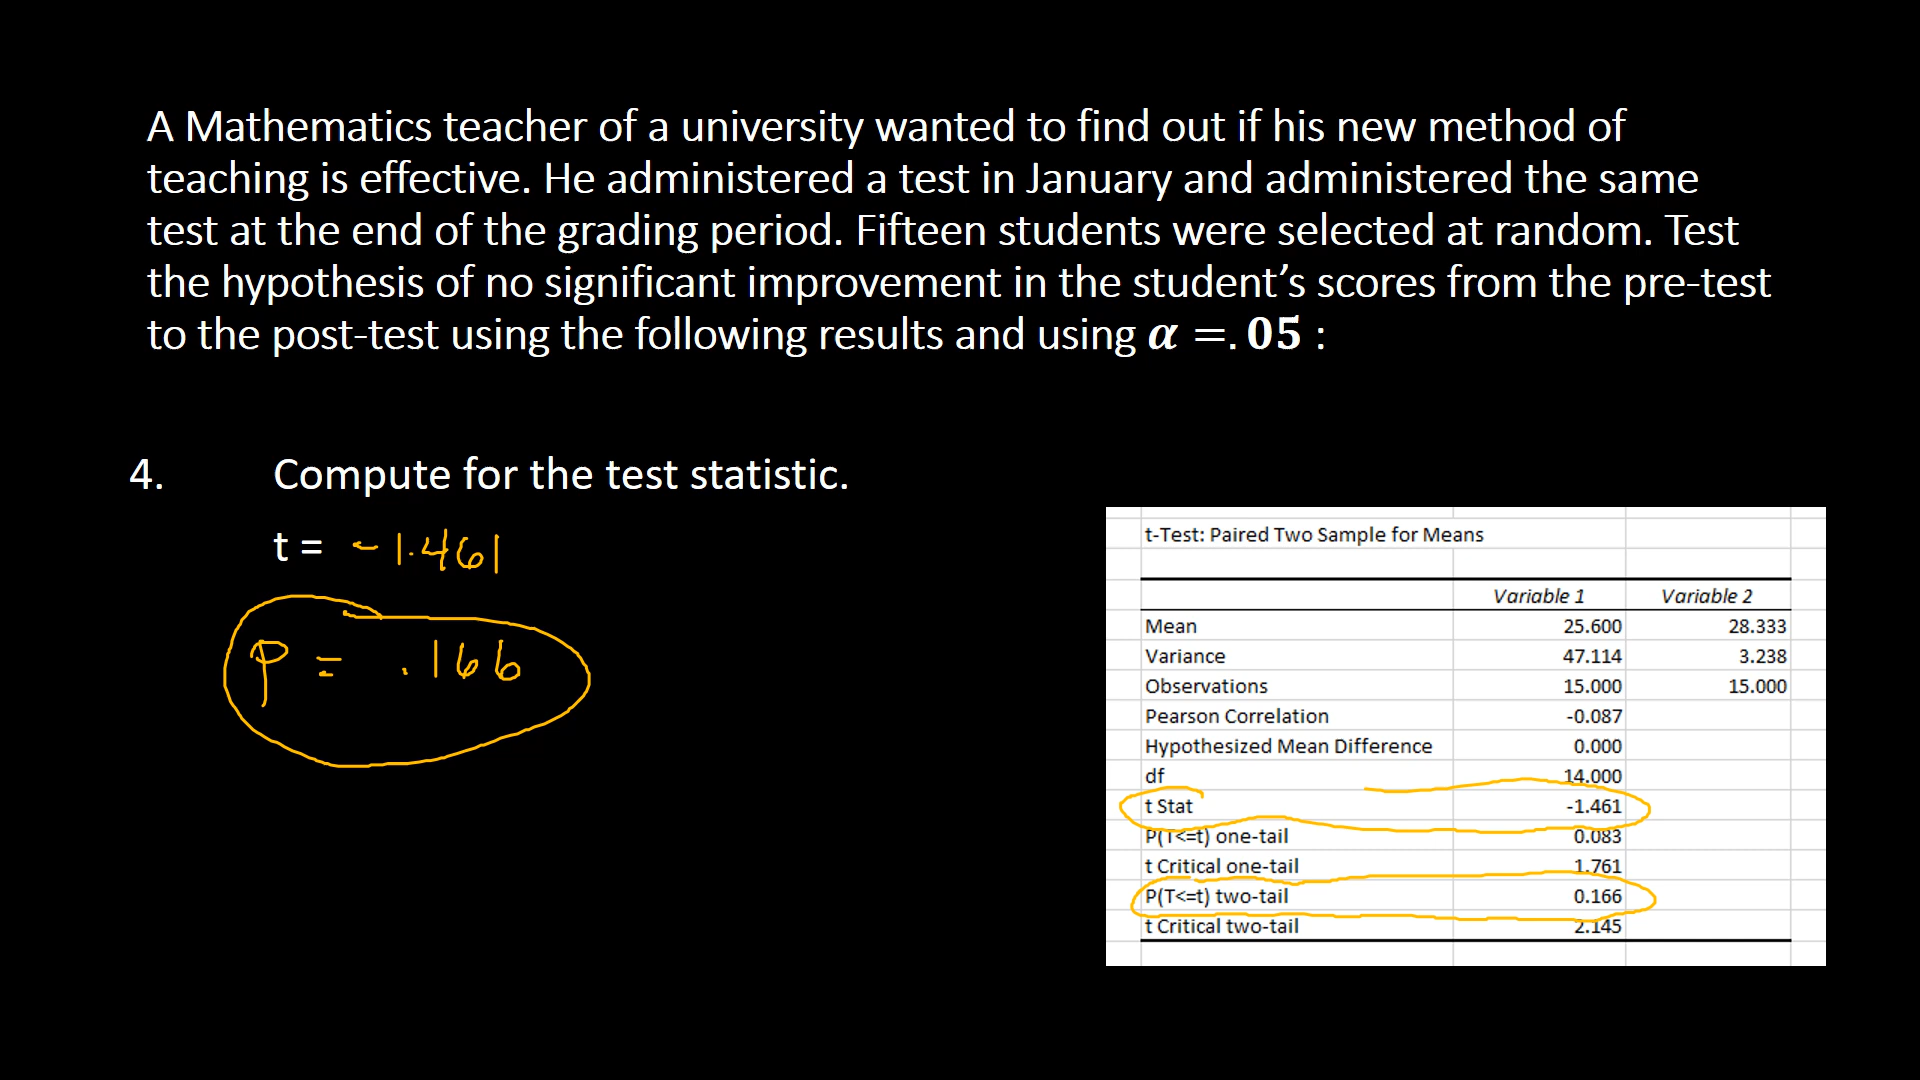 A Mathematics teacher of a university wanted to find out if his new method of
teaching is effective. He administered a test in January and administered the same
test at the end of the grading period. Fifteen students were selected at random. Test
the hypothesis of no significant improvement in the student’s scores from the pre-test
to the post-test using the following results and using α =. 05 :
4. Compute for the test statistic.
t = -1.461
P = .166
t-Test: Paired Two Sample for Means
Variable 1 Variable 2
Mean 25.600 28.333
Variance 47.114 3.238
Observations 15.000 15.000
Pearson Correlation -0.087
Hypothesized Mean Difference 0.000
df 14.000
t Stat -1.461
P(T<=t) one-tail 0.083
t Critical one-tail 1.761
P(T<=t) two-tail 0.166
t Critical two-tail 2.145